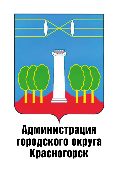 Администрация
городского округа
Красногорск